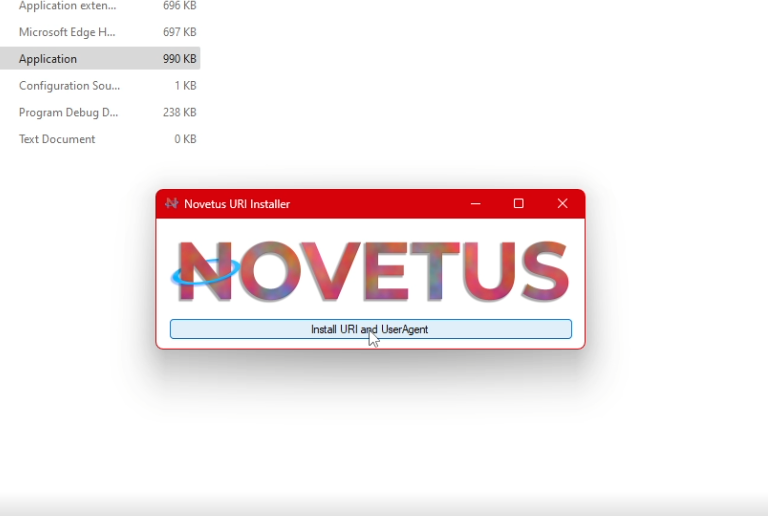 Application exten... 696 KB
Microsoft Edge H... 697 KB
Application 990 KB
Configuration Sou... 1 KB
Program Debug D... 238 KB
Text Document 0 KB
Novetus URI Installer
NOVETUS
Install URI and UserAgent